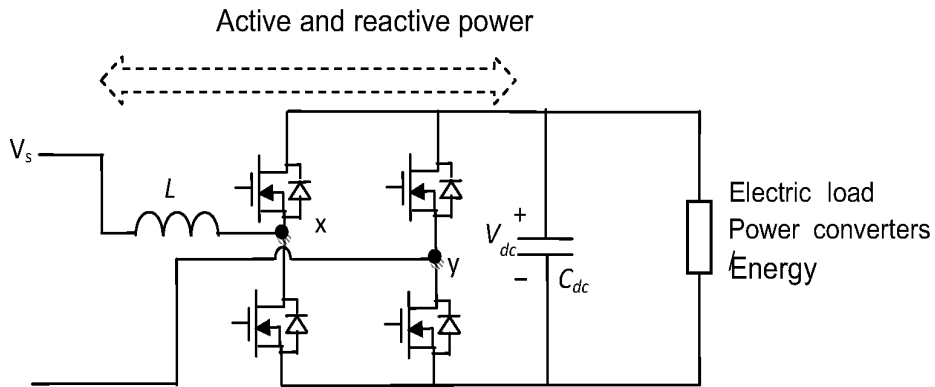 Active and reactive power
Vs
L
x
y
Vdc
+
−
Cdc
Electric load
Power converters
/Energy